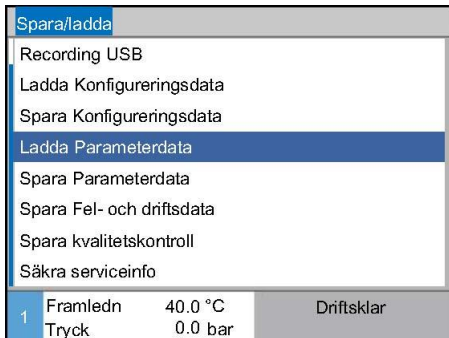 Spara/ladda
Recording USB
Ladda Konfigureringsdata
Spara Konfigureringsdata
Ladda Parameterdata
Spara Parameterdata
Spara Fel- och driftsdata
Spara kvalitetskontroll
Säkra serviceinfo
1 Framledn 40.0 °C Driftsklar
Tryck 0.0 bar